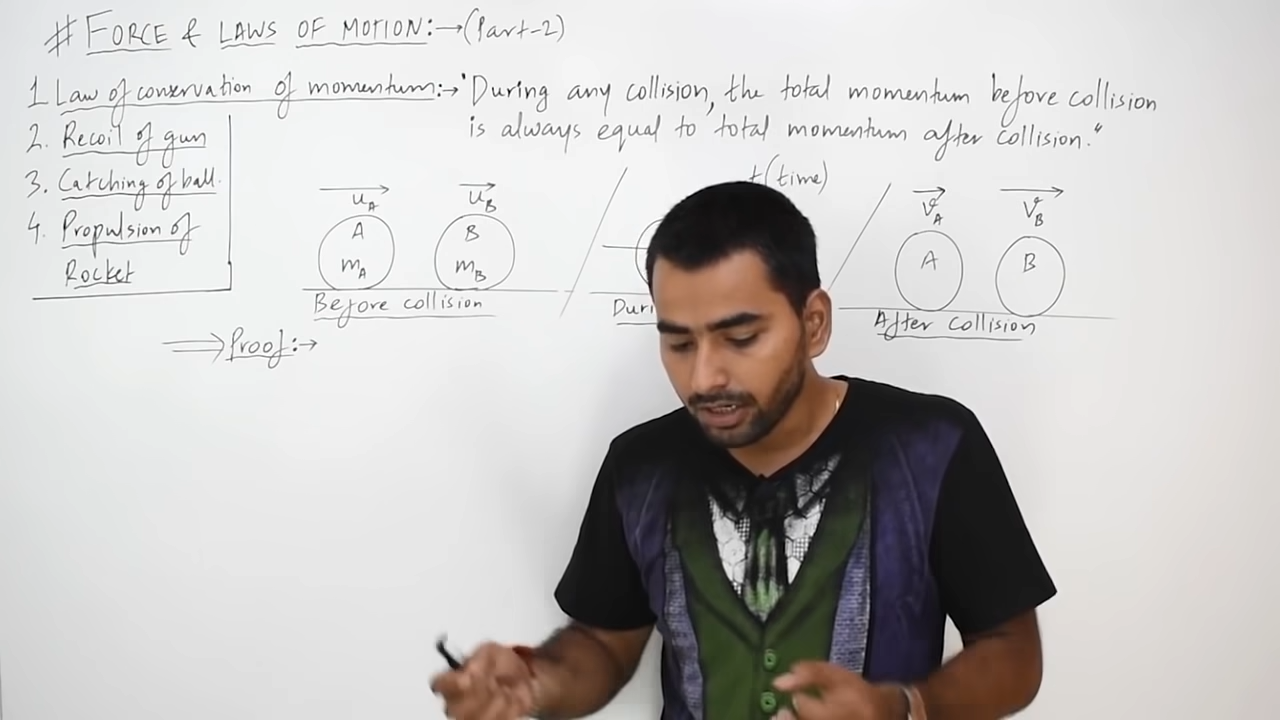 # FORCE & LAWS OF MOTION:→(Part-2)
1. Law of conservation of momentum:→ "During any collision, the total momentum before collision
is always equal to total momentum after collision."
2. Recoil of gun
3. Catching of ball.
4. Propulsion of
Rocket
u_A u_B
A B
m_A m_B
Before collision
t(time)
v_A v_B
A B
After collision
⇒ Proof:→